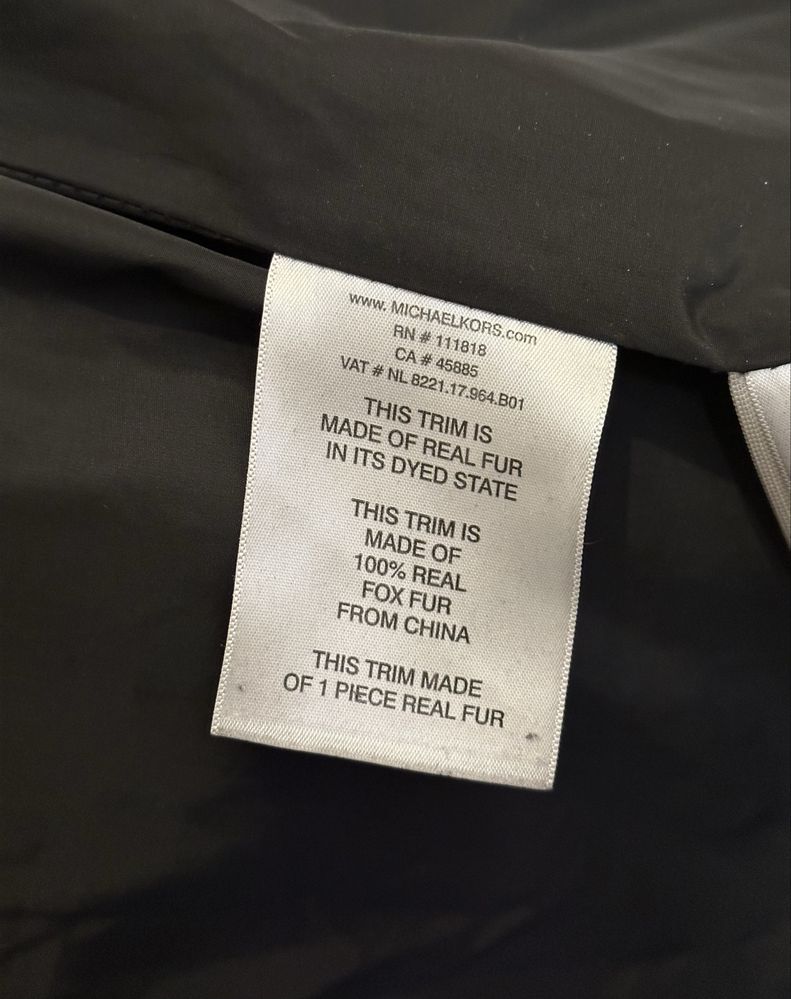 www. MICHAELKORS.com
RN # 111818
CA # 45885
VAT # NL 8221.17.964.B01
THIS TRIM IS
MADE OF REAL FUR
IN ITS DYED STATE
THIS TRIM IS
MADE OF
100% REAL
FOX FUR
FROM CHINA
THIS TRIM MADE
OF 1 PIECE REAL FUR